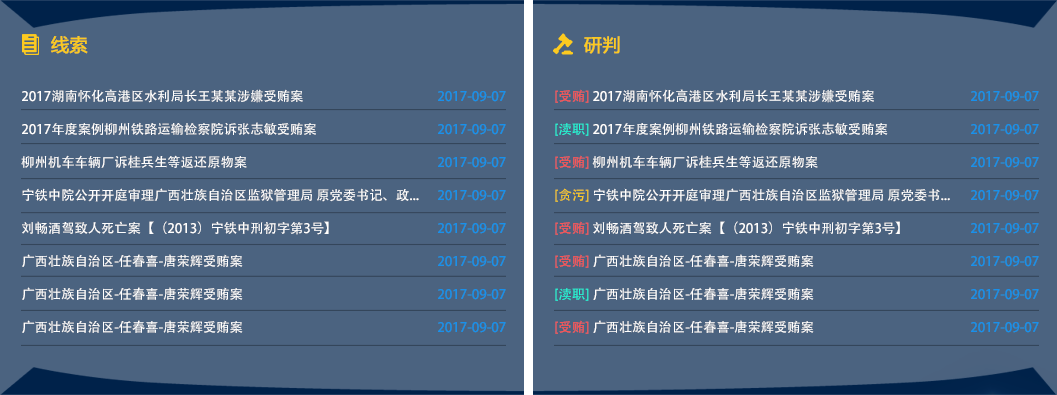 线索
2017湖南怀化高港区水利局长王某某涉嫌受贿案 2017-09-07
2017年度案例柳州铁路运输检察院诉张志敏受贿案 2017-09-07
柳州机车车辆厂诉桂兵生等返还原物案 2017-09-07
宁铁中院公开开庭审理广西壮族自治区监狱管理局 原党委书记、政... 2017-09-07
刘畅酒驾致人死亡案【（2013）宁铁中刑初字第3号】 2017-09-07
广西壮族自治区-任春喜-唐荣辉受贿案 2017-09-07
广西壮族自治区-任春喜-唐荣辉受贿案 2017-09-07
广西壮族自治区-任春喜-唐荣辉受贿案 2017-09-07
研判
[受贿] 2017湖南怀化高港区水利局长王某某涉嫌受贿案 2017-09-07
[渎职] 2017年度案例柳州铁路运输检察院诉张志敏受贿案 2017-09-07
[受贿] 柳州机车车辆厂诉桂兵生等返还原物案 2017-09-07
[贪污] 宁铁中院公开开庭审理广西壮族自治区监狱管理局 原党委书... 2017-09-07
[受贿] 刘畅酒驾致人死亡案【（2013）宁铁中刑初字第3号】 2017-09-07
[受贿] 广西壮族自治区-任春喜-唐荣辉受贿案 2017-09-07
[渎职] 广西壮族自治区-任春喜-唐荣辉受贿案 2017-09-07
[受贿] 广西壮族自治区-任春喜-唐荣辉受贿案 2017-09-07